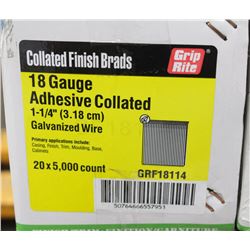 Collated Finish Brads
Grip
Rite
18 Gauge
Adhesive Collated
1-1/4" (3.18 cm)
Galvanized Wire
Primary applications include:
Casing, Finish, Trim, Moulding, Base,
Cabinets.
20 x 5,000 count
GRF18114
50764666557951